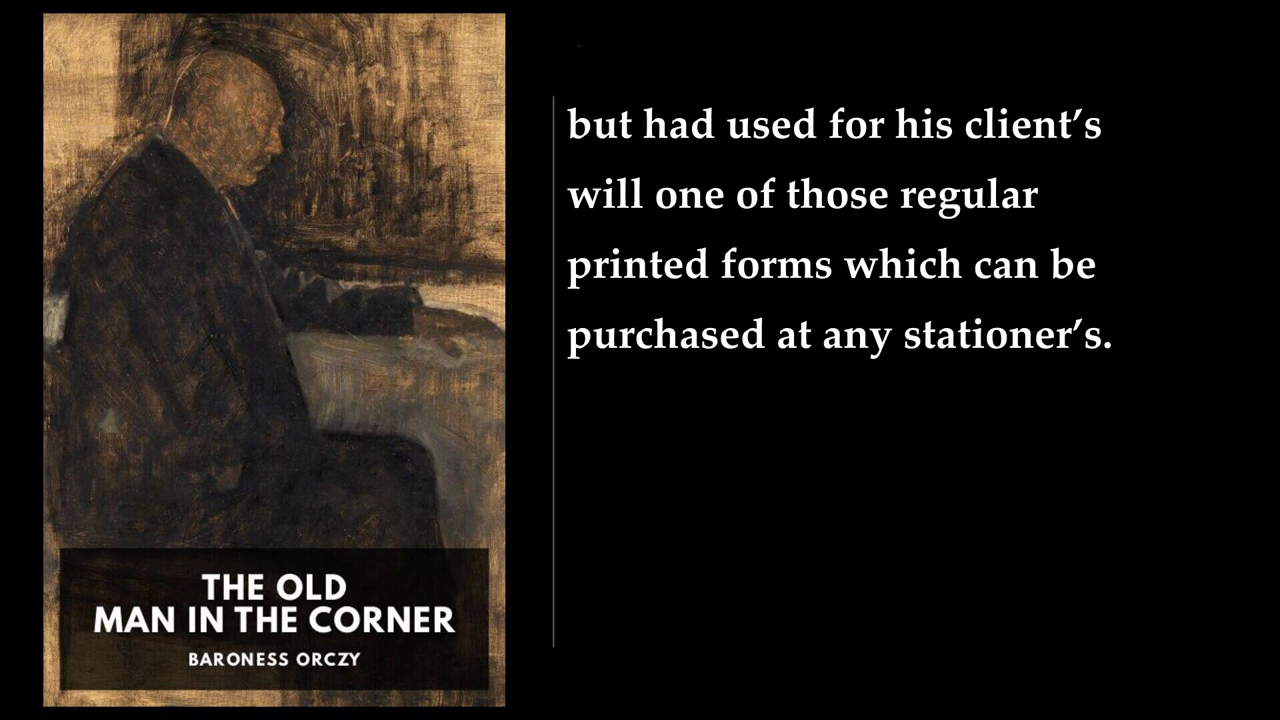 but had used for his client’s
will one of those regular
printed forms which can be
purchased at any stationer’s.
THE OLD
MAN IN THE CORNER
BARONESS ORCZY